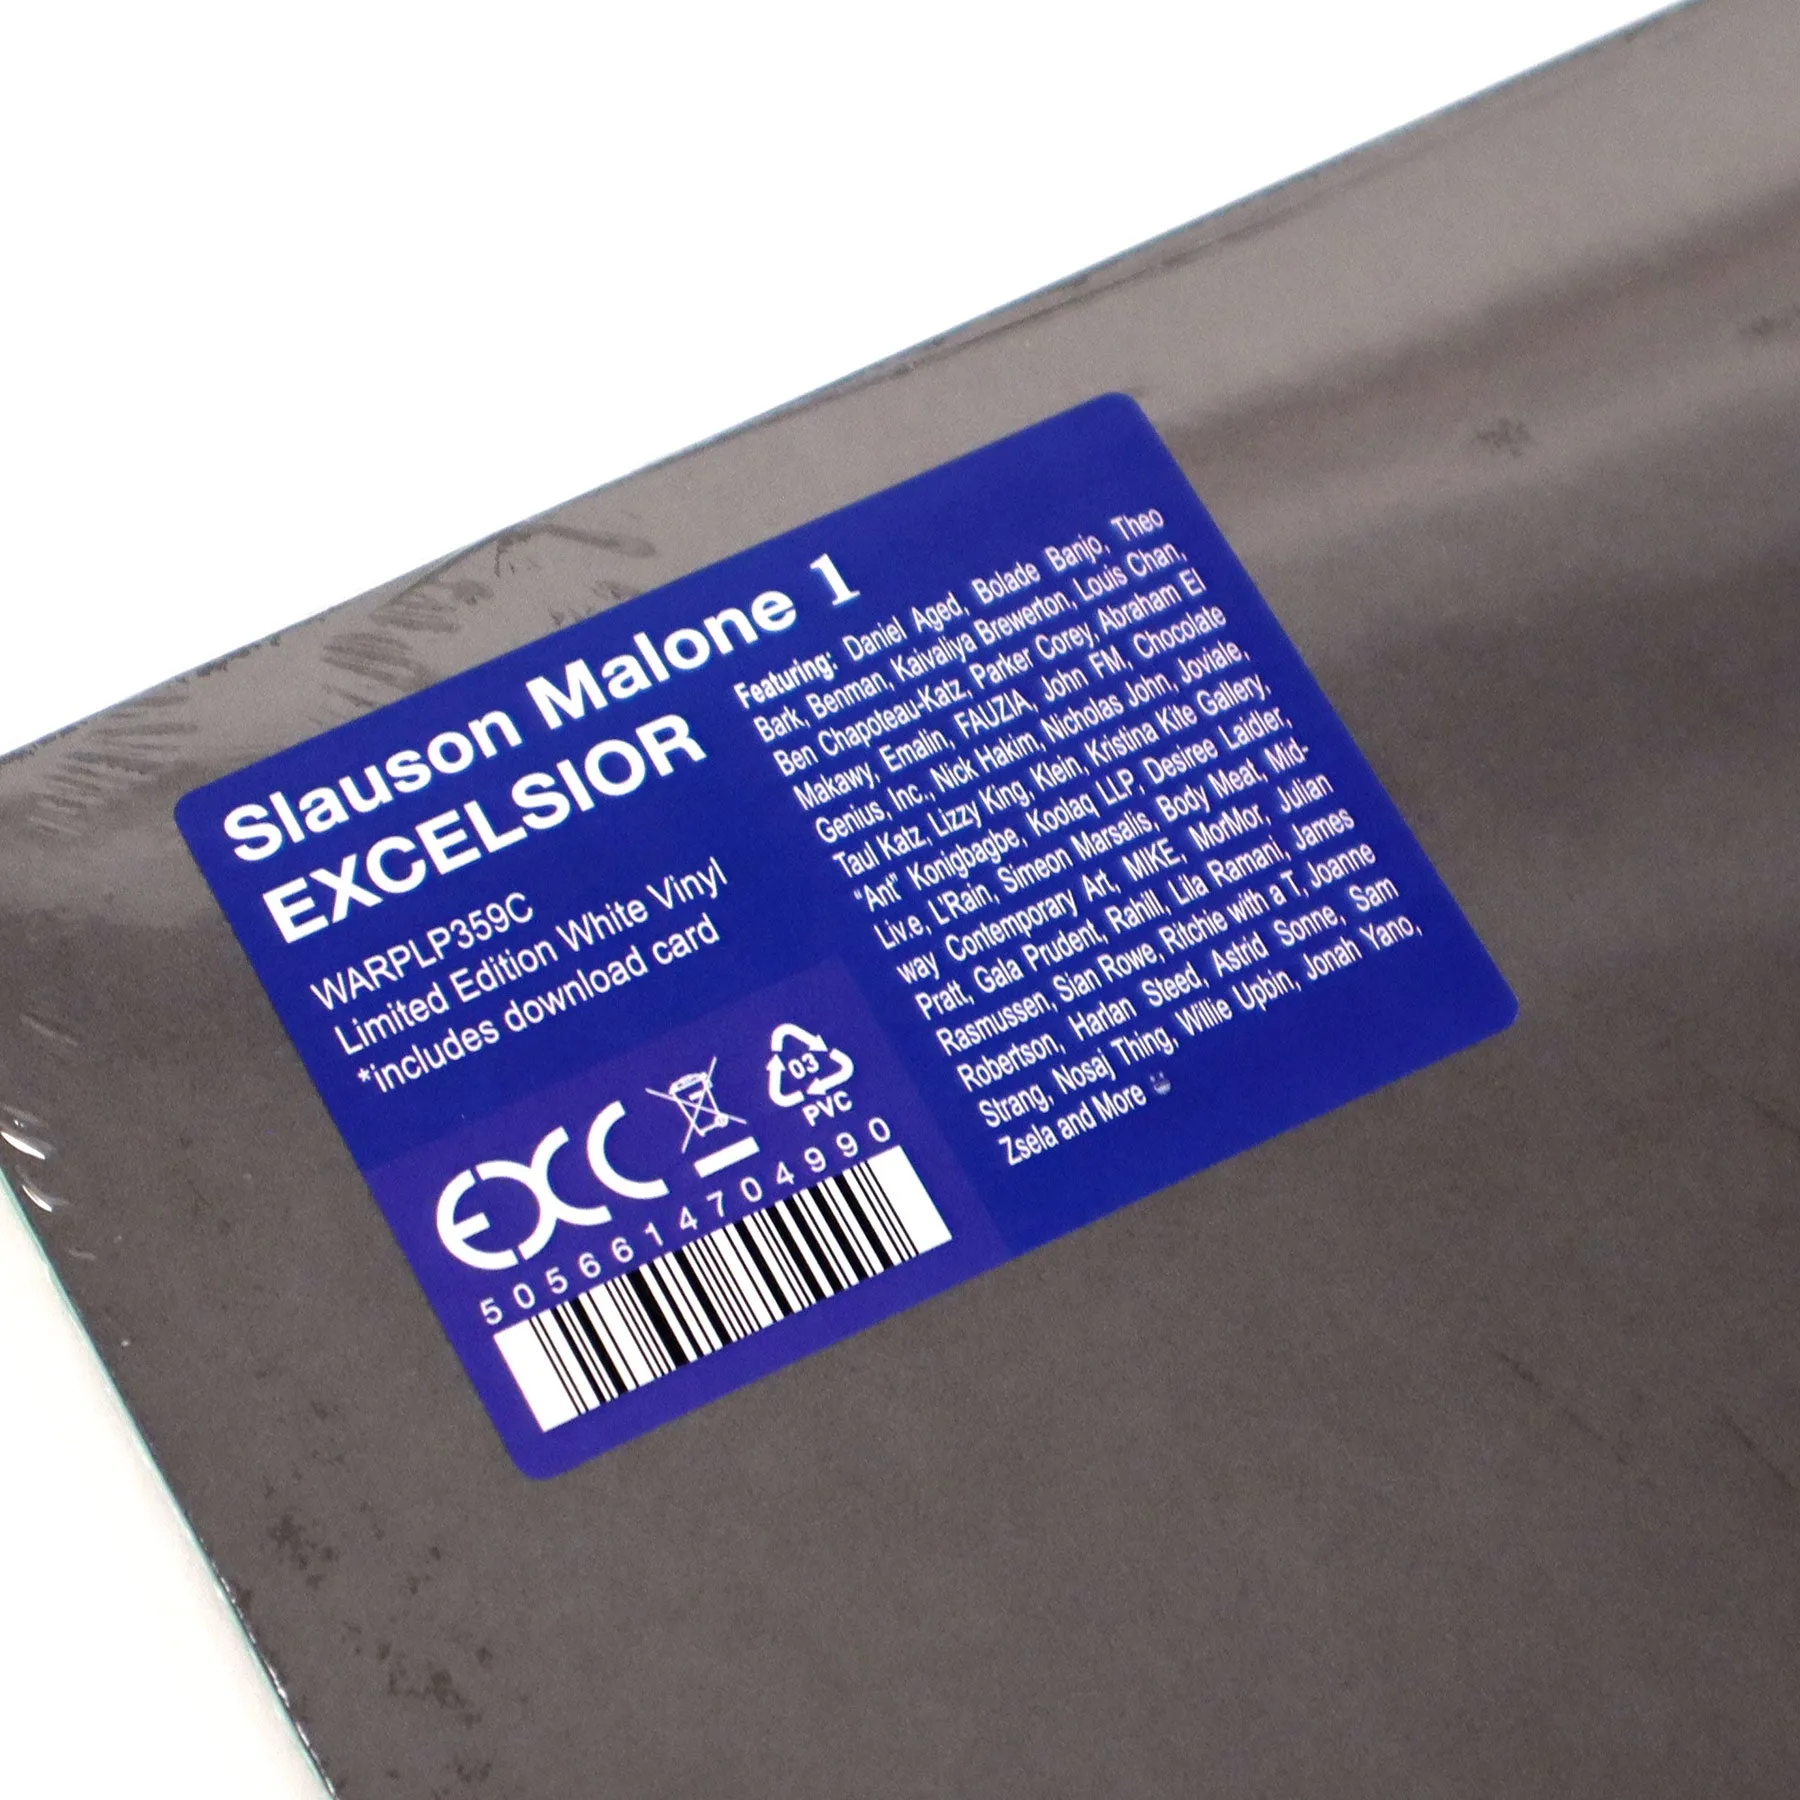 Slauson Malone 1
EXCELSIOR
WARPLP359C
Limited Edition White Vinyl
*includes download card
EXCC
03
PVC
5056614704990
Featuring: Daniel Aged, Bolade Banjo, Theo
Bark, Benman, Kaivaliya Brewerton, Louis Chan,
Ben Chapoteau-Katz, Parker Corey, Abraham El
Makawy, Emalin, FAUZIA, John FM, Chocolate
Genius, Inc., Nick Hakim, Nicholas John, Joviale,
Taul Katz, Lizzy King, Klein, Kristina Kite Gallery,
"Ant" Konigbagbe, Koolaq LLP, Desiree Laidler,
Liv.e, L'Rain, Simeon Marsalis, Body Meat, Mid-
way Contemporary Art, MIKE, MorMor, Julian
Pratt, Gala Prudent, Rahill, Lila Ramani, James
Rasmussen, Sian Rowe, Ritchie with a T, Joanne
Robertson, Harlan Steed, Astrid Sonne, Sam
Strang, Nosaj Thing, Willie Upbin, Jonah Yano,
Zsela and More